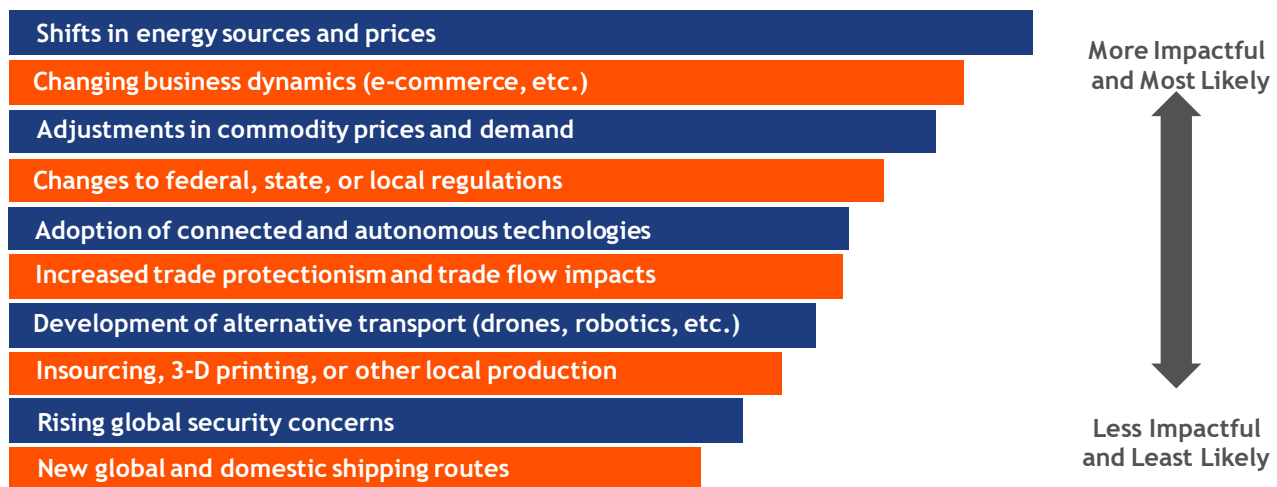 Shifts in energy sources and prices
Changing business dynamics (e-commerce, etc.)
Adjustments in commodity prices and demand
Changes to federal, state, or local regulations
Adoption of connected and autonomous technologies
Increased trade protectionism and trade flow impacts
Development of alternative transport (drones, robotics, etc.)
Insourcing, 3-D printing, or other local production
Rising global security concerns
New global and domestic shipping routes
More Impactful
and Most Likely
Less Impactful
and Least Likely